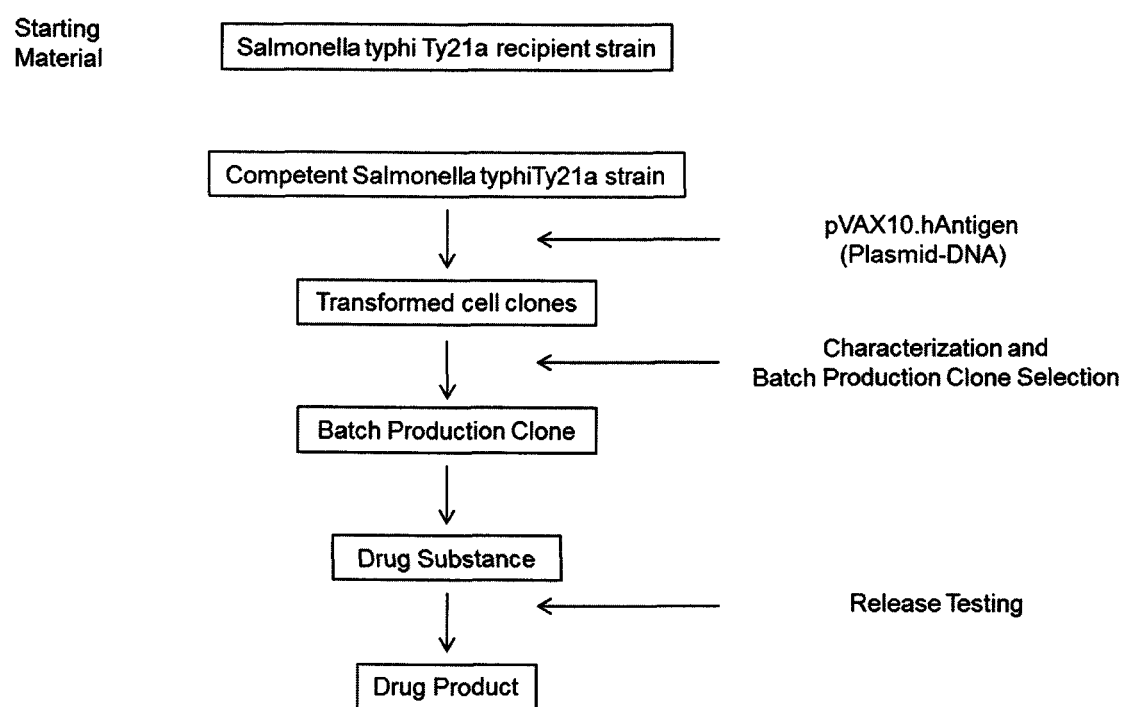 Starting
Material
Salmonella typhi Ty21a recipient strain
Competent Salmonella typhiTy21a strain
pVAX10.hAntigen
(Plasmid-DNA)
Transformed cell clones
Characterization and
Batch Production Clone Selection
Batch Production Clone
Drug Substance
Release Testing
Drug Product